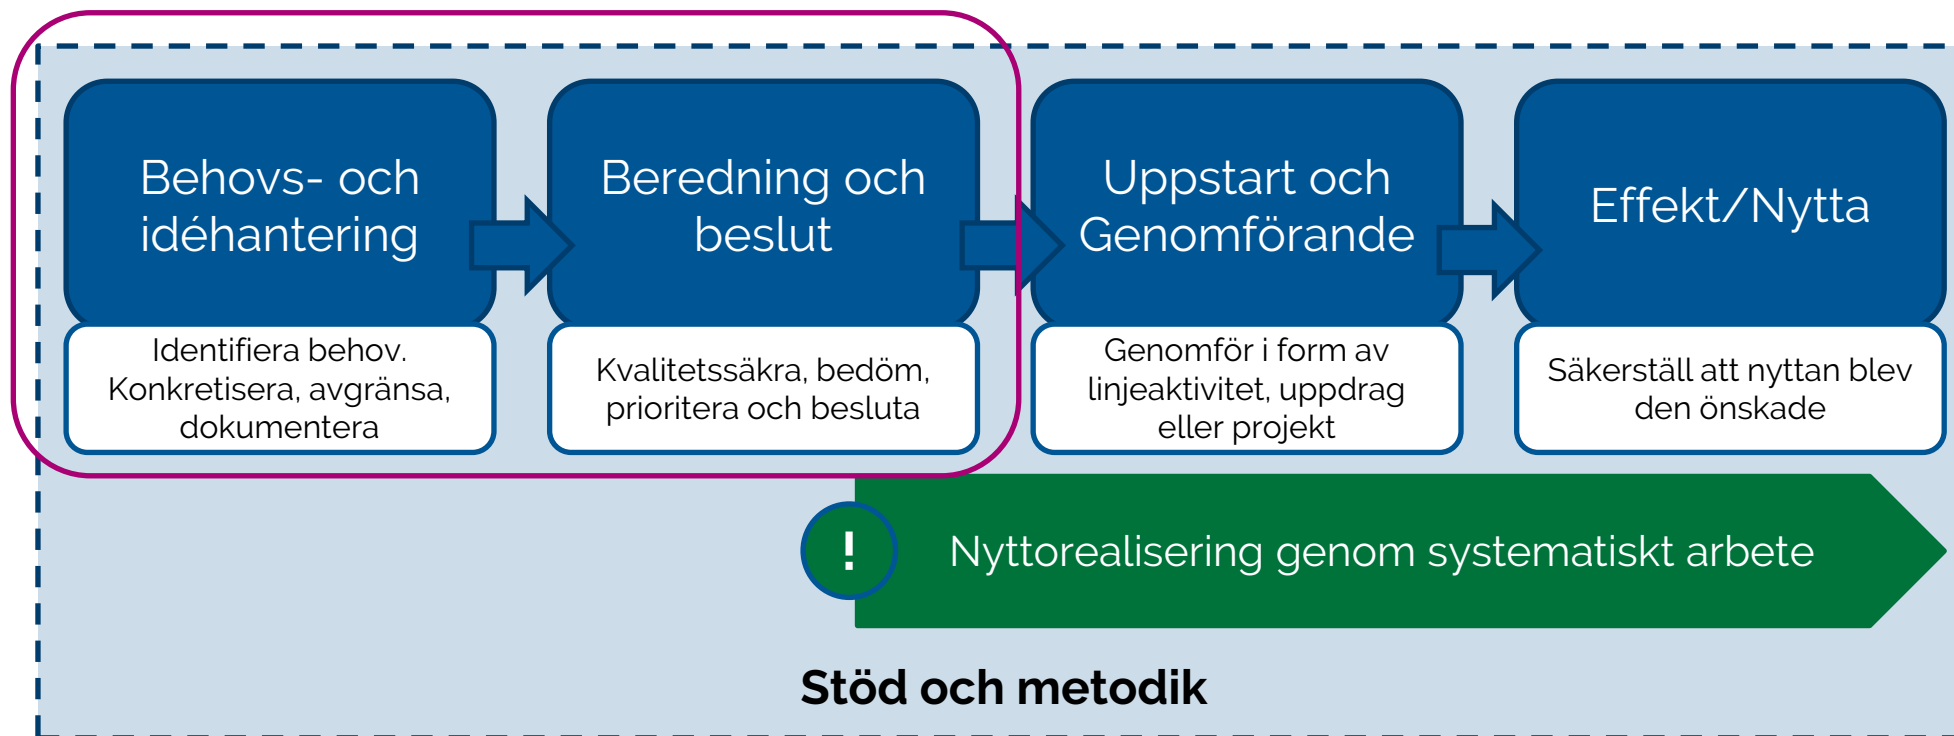 Behovs- och
idéhantering
Identifiera behov.
Konkretisera, avgränsa,
dokumentera
Beredning och
beslut
Kvalitetssäkra, bedöm,
prioritera och besluta
Uppstart och
Genomförande
Genomför i form av
linjeaktivitet, uppdrag
eller projekt
Effekt/Nytta
Säkerställ att nyttan blev
den önskade
!
Nyttorealisering genom systematiskt arbete
Stöd och metodik